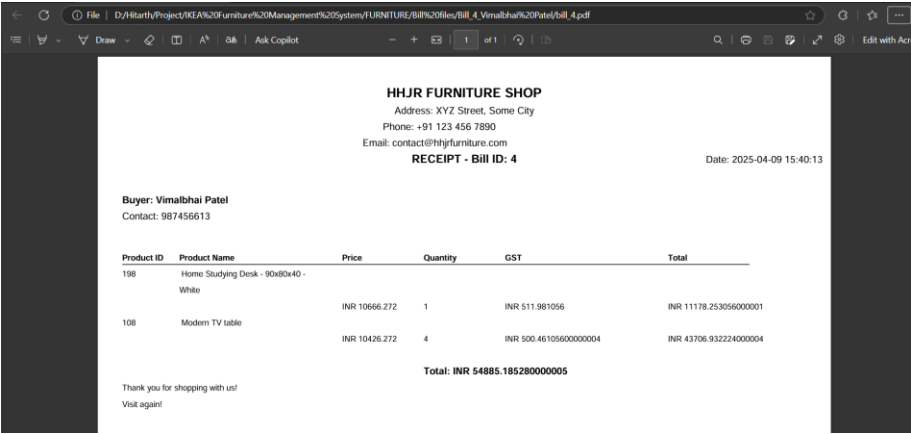 File D:/Hitarth/Project/IKEA%20Furniture%20Management%20System/FURNITURE/Bill%20files/Bill_4_Vimalbhai%20Patel/bill_4.pdf
Draw Ask Copilot 1 of 1 Edit with Acr
HHJR FURNITURE SHOP
Address: XYZ Street, Some City
Phone: +91 123 456 7890
Email: contact@hhjrfurniture.com
RECEIPT - Bill ID: 4 Date: 2025-04-09 15:40:13
Buyer: Vimalbhai Patel
Contact: 987456613
Product ID Product Name Price Quantity GST Total
198 Home Studying Desk - 90x80x40 -
White
INR 10666.272 1 INR 511.981056 INR 11178.253056000001
108 Modern TV table
INR 10426.272 4 INR 500.46105600000004 INR 43706.932224000004
Total: INR 54885.185280000005
Thank you for shopping with us!
Visit again!